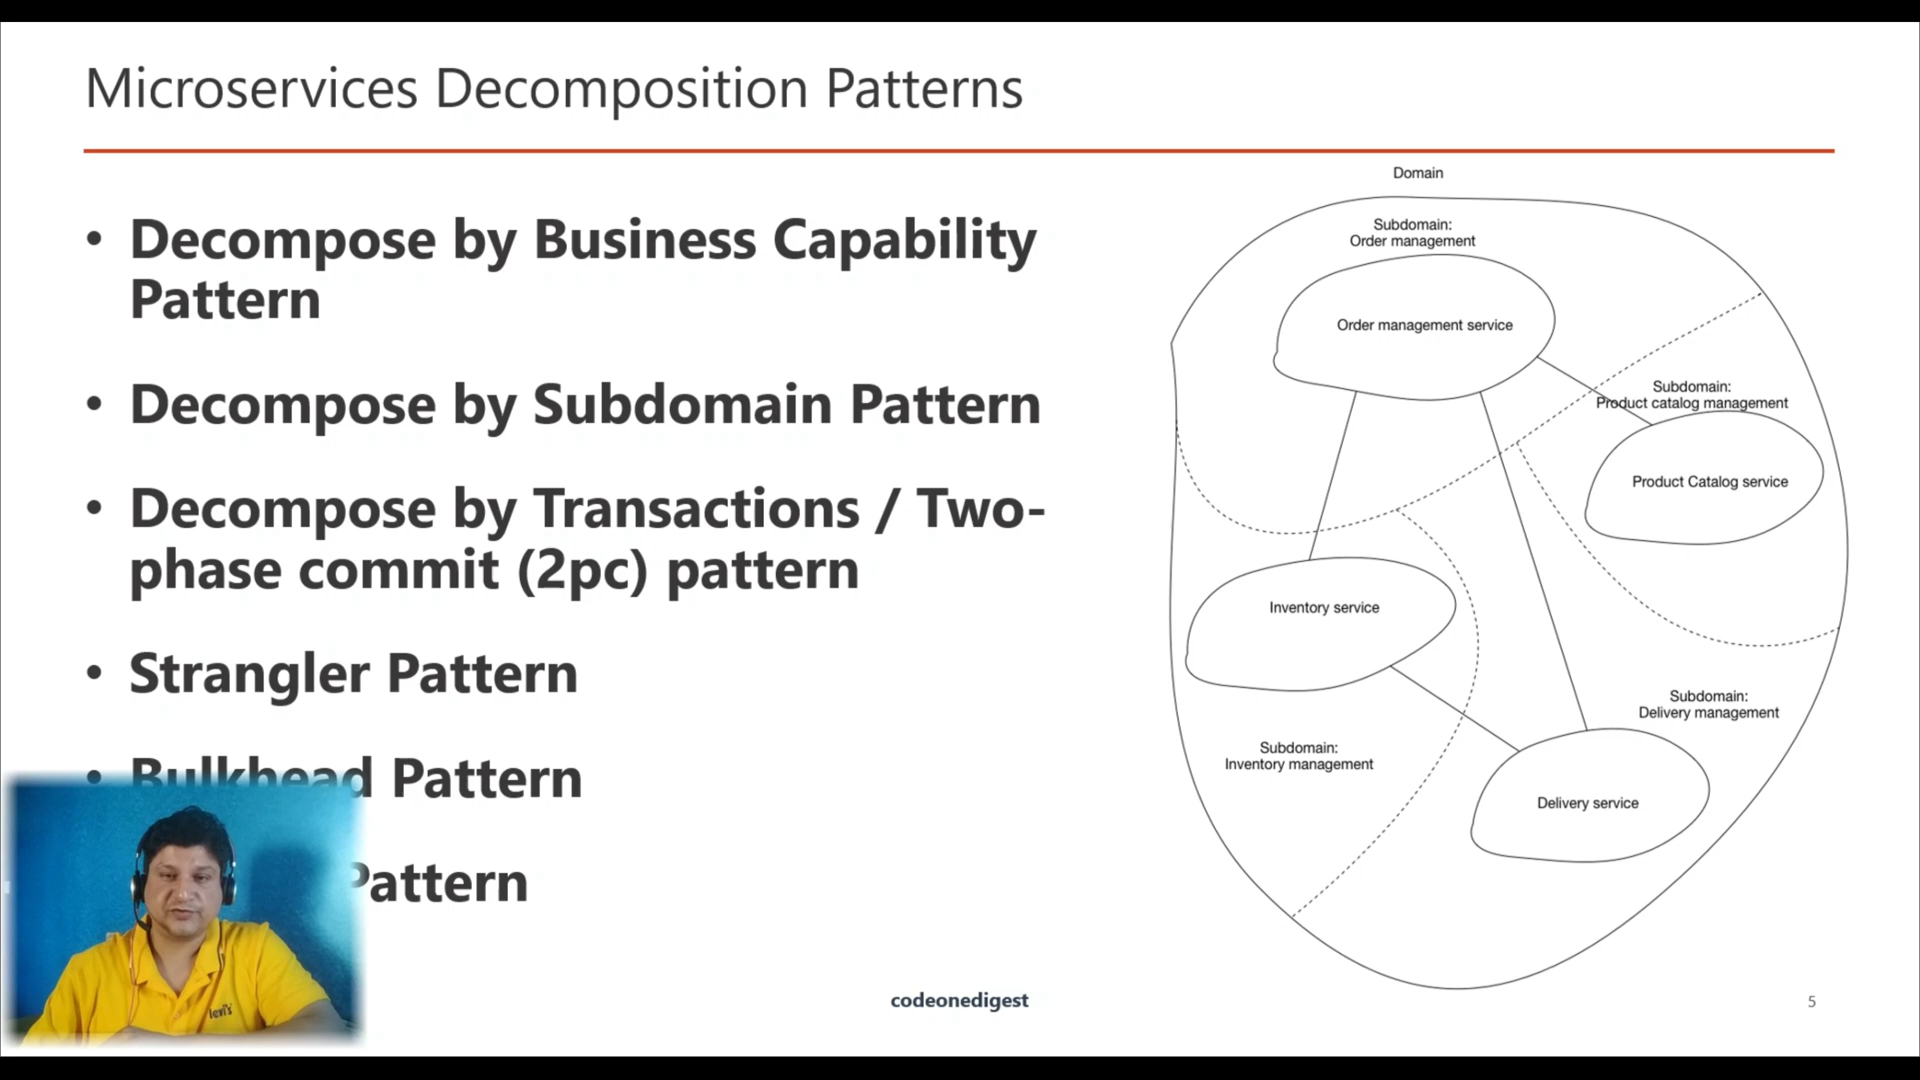 Microservices Decomposition Patterns
• Decompose by Business Capability
Pattern
• Decompose by Subdomain Pattern
• Decompose by Transactions / Two-
phase commit (2pc) pattern
• Strangler Pattern
• Bulkhead Pattern
Pattern
Domain
Subdomain:
Order management
Order management service
Subdomain:
Product catalog management
Product Catalog service
Inventory service
Subdomain:
Delivery management
Subdomain:
Inventory management
Delivery service
levi's
codeonedigest
5